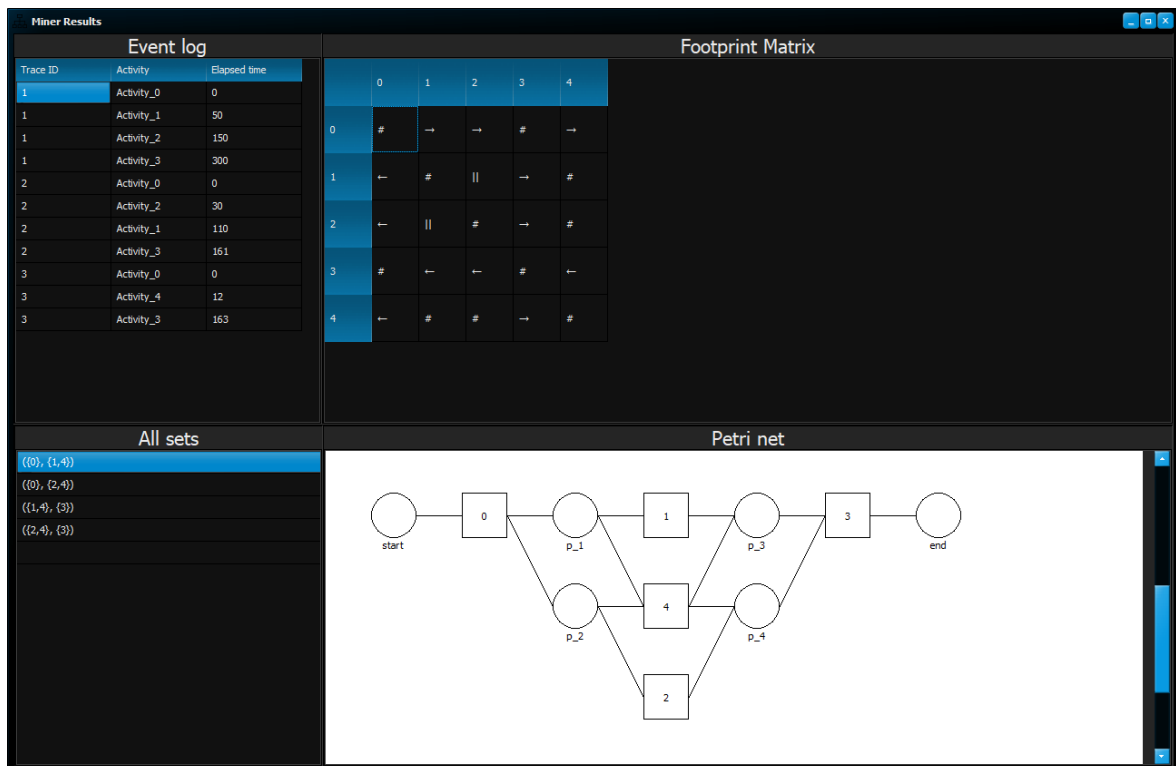 Miner Results
Event log
Trace ID Activity Elapsed time
1 Activity_0 0
1 Activity_1 50
1 Activity_2 150
1 Activity_3 300
2 Activity_0 0
2 Activity_2 30
2 Activity_1 110
2 Activity_3 161
3 Activity_0 0
3 Activity_4 12
3 Activity_3 163
Footprint Matrix
0 1 2 3 4
0 # → → # →
1 ← # || → #
2 ← || # → #
3 # ← ← # ←
4 ← # # → #
All sets
({0}, {1,4})
({0}, {2,4})
({1,4}, {3})
({2,4}, {3})
Petri net
0 1 3
start p_1 p_3 end
4
p_2 p_4
2